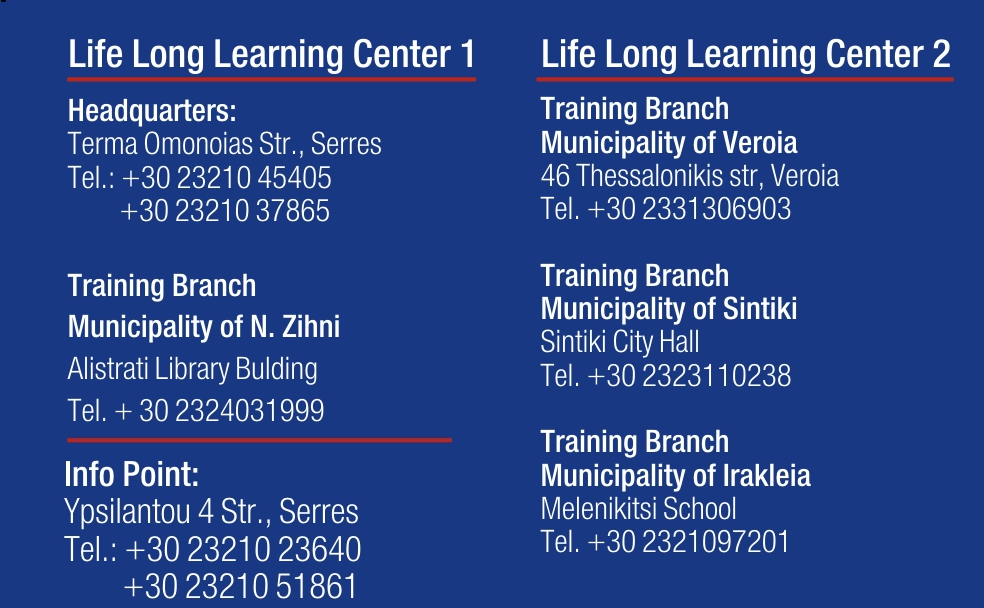 Life Long Learning Center 1
Headquarters:
Terma Omonoias Str., Serres
Tel.: +30 23210 45405
+30 23210 37865
Training Branch
Municipality of N. Zihni
Alistrati Library Bulding
Tel. + 30 2324031999
Info Point:
Ypsilantou 4 Str., Serres
Tel.: +30 23210 23640
+30 23210 51861
Life Long Learning Center 2
Training Branch
Municipality of Veroia
46 Thessalonikis str, Veroia
Tel. +30 2331306903
Training Branch
Municipality of Sintiki
Sintiki City Hall
Tel. +30 2323110238
Training Branch
Municipality of Irakleia
Melenikitsi School
Tel. +30 2321097201